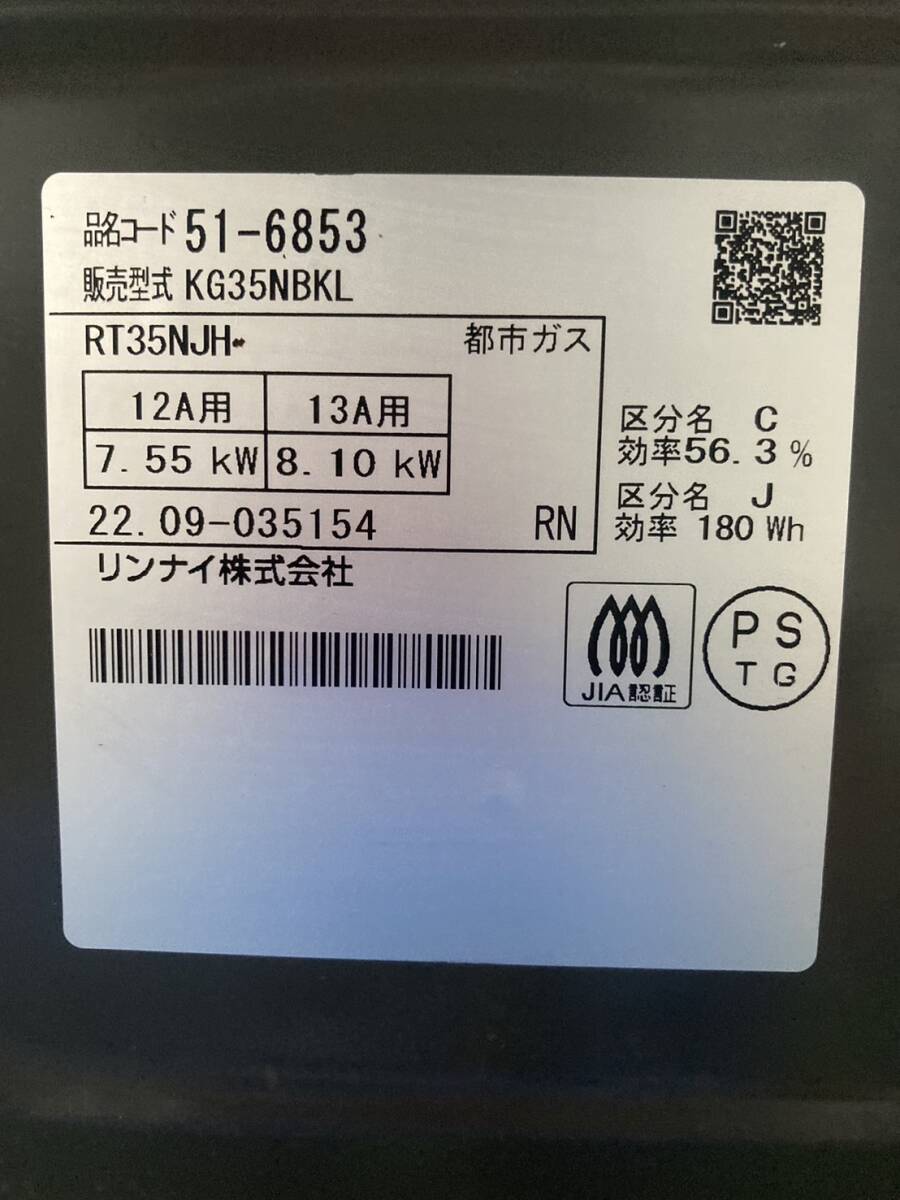 品名コード 51-6853
販売型式 KG35NBKL
RT35NJH 都市ガス
12A用 13A用
7.55 kW 8.10 kW
22.09-035154 RN
リンナイ株式会社
区分名 C
効率56.3 %
区分名 J
効率 180 Wh
JIA認証
PS
TG